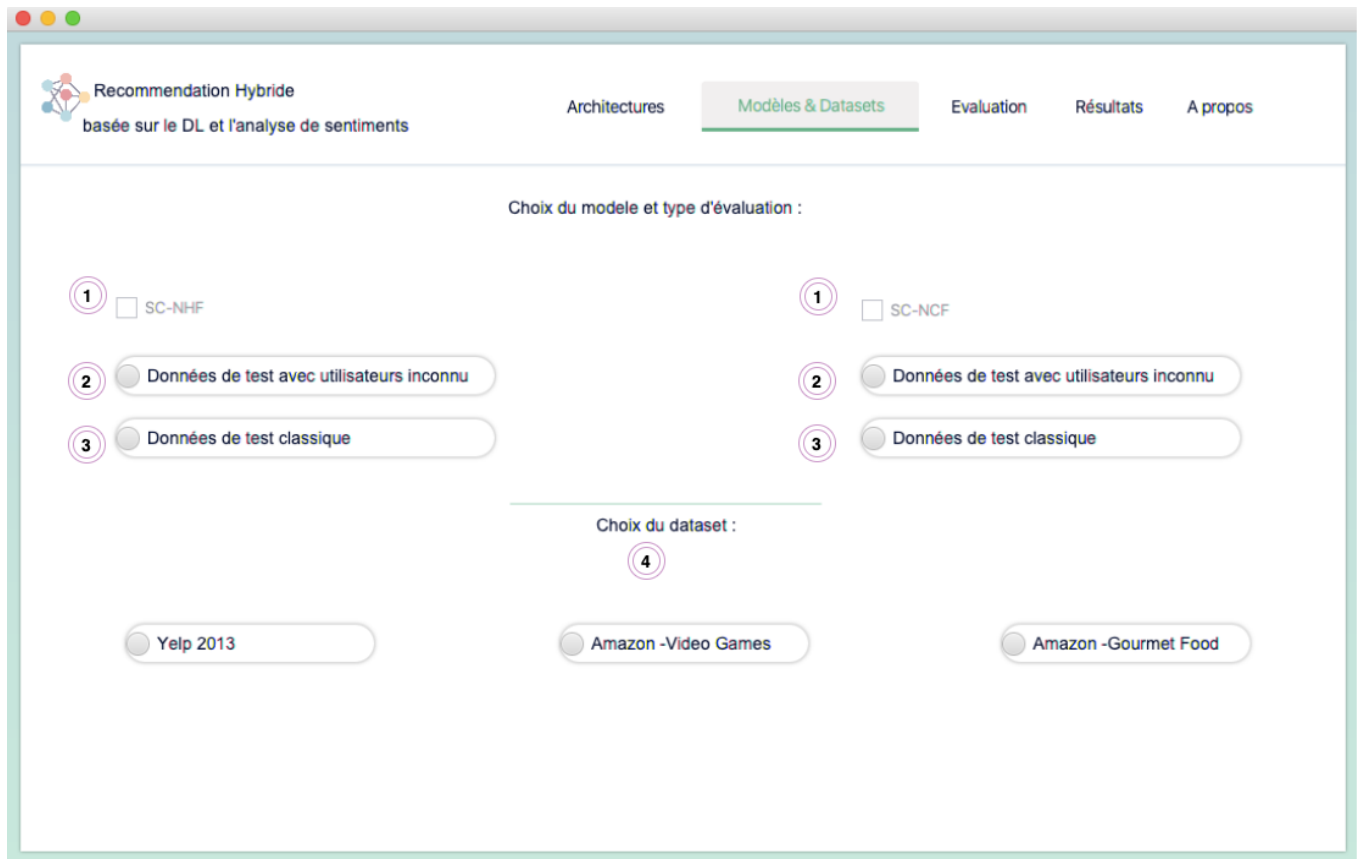 Recommendation Hybride
basée sur le DL et l'analyse de sentiments
Architectures Modèles & Datasets Evaluation Résultats A propos
Choix du modele et type d'évaluation :
1 SC-NHF 1 SC-NCF
2 Données de test avec utilisateurs inconnu 2 Données de test avec utilisateurs inconnu
3 Données de test classique 3 Données de test classique
Choix du dataset :
4
Yelp 2013 Amazon -Video Games Amazon -Gourmet Food